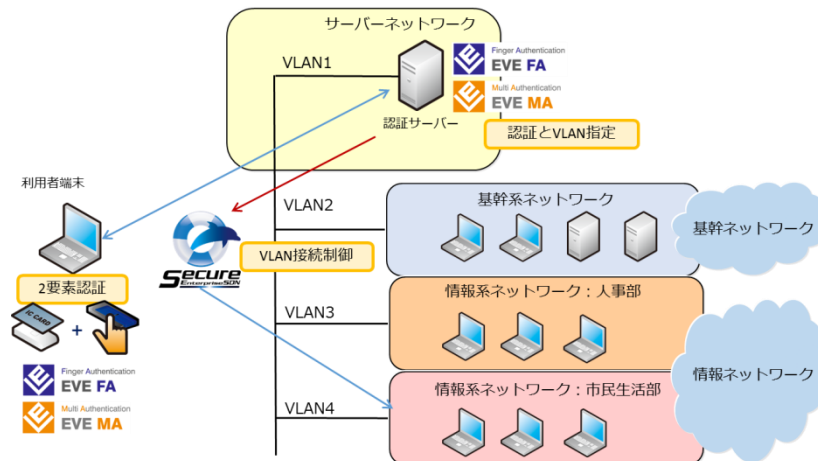 サーバーネットワーク
VLAN1
Finger Authentication
EVE FA
Multi Authentication
EVE MA
認証サーバー
認証とVLAN指定
利用者端末
VLAN2
基幹系ネットワーク
基幹ネットワーク
VLAN接続制御
Secure
EnterpriseSDN
2要素認証
IC CARD
+
情報系ネットワーク：人事部
VLAN3
情報ネットワーク
Finger Authentication
EVE FA
Multi Authentication
EVE MA
情報系ネットワーク：市民生活部
VLAN4